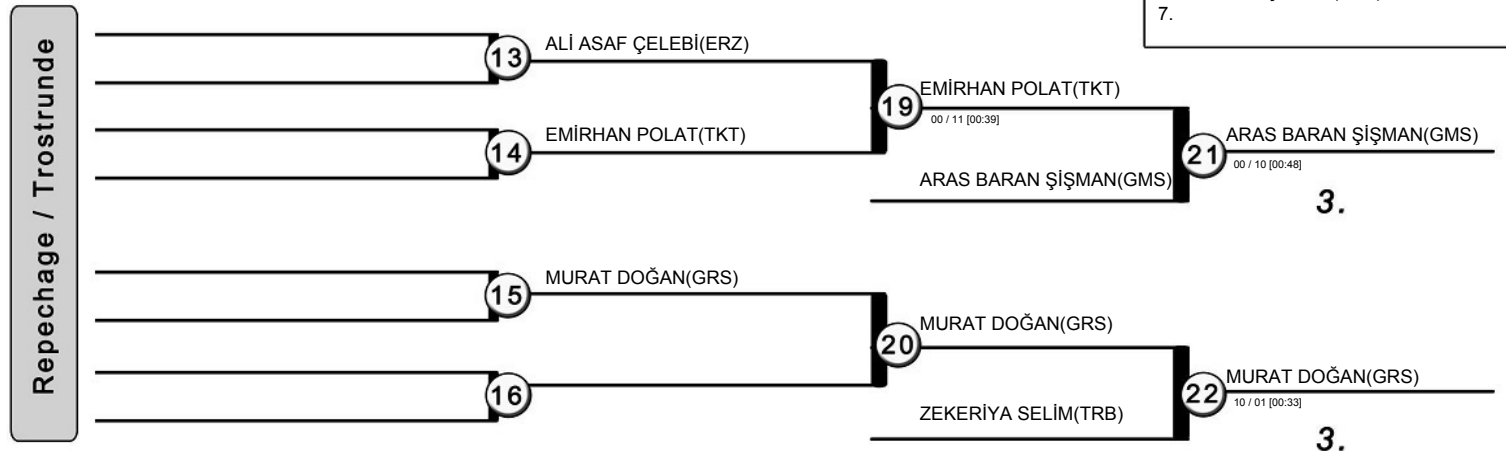 7.
Repechage / Trostrunde
13
ALİ ASAF ÇELEBİ(ERZ)
14
EMİRHAN POLAT(TKT)
19
EMİRHAN POLAT(TKT)
00 / 11 [00:39]
ARAS BARAN ŞİŞMAN(GMS)
21
ARAS BARAN ŞİŞMAN(GMS)
00 / 10 [00:48]
3.
15
MURAT DOĞAN(GRS)
16
20
MURAT DOĞAN(GRS)
ZEKERİYA SELİM(TRB)
22
MURAT DOĞAN(GRS)
10 / 01 [00:33]
3.